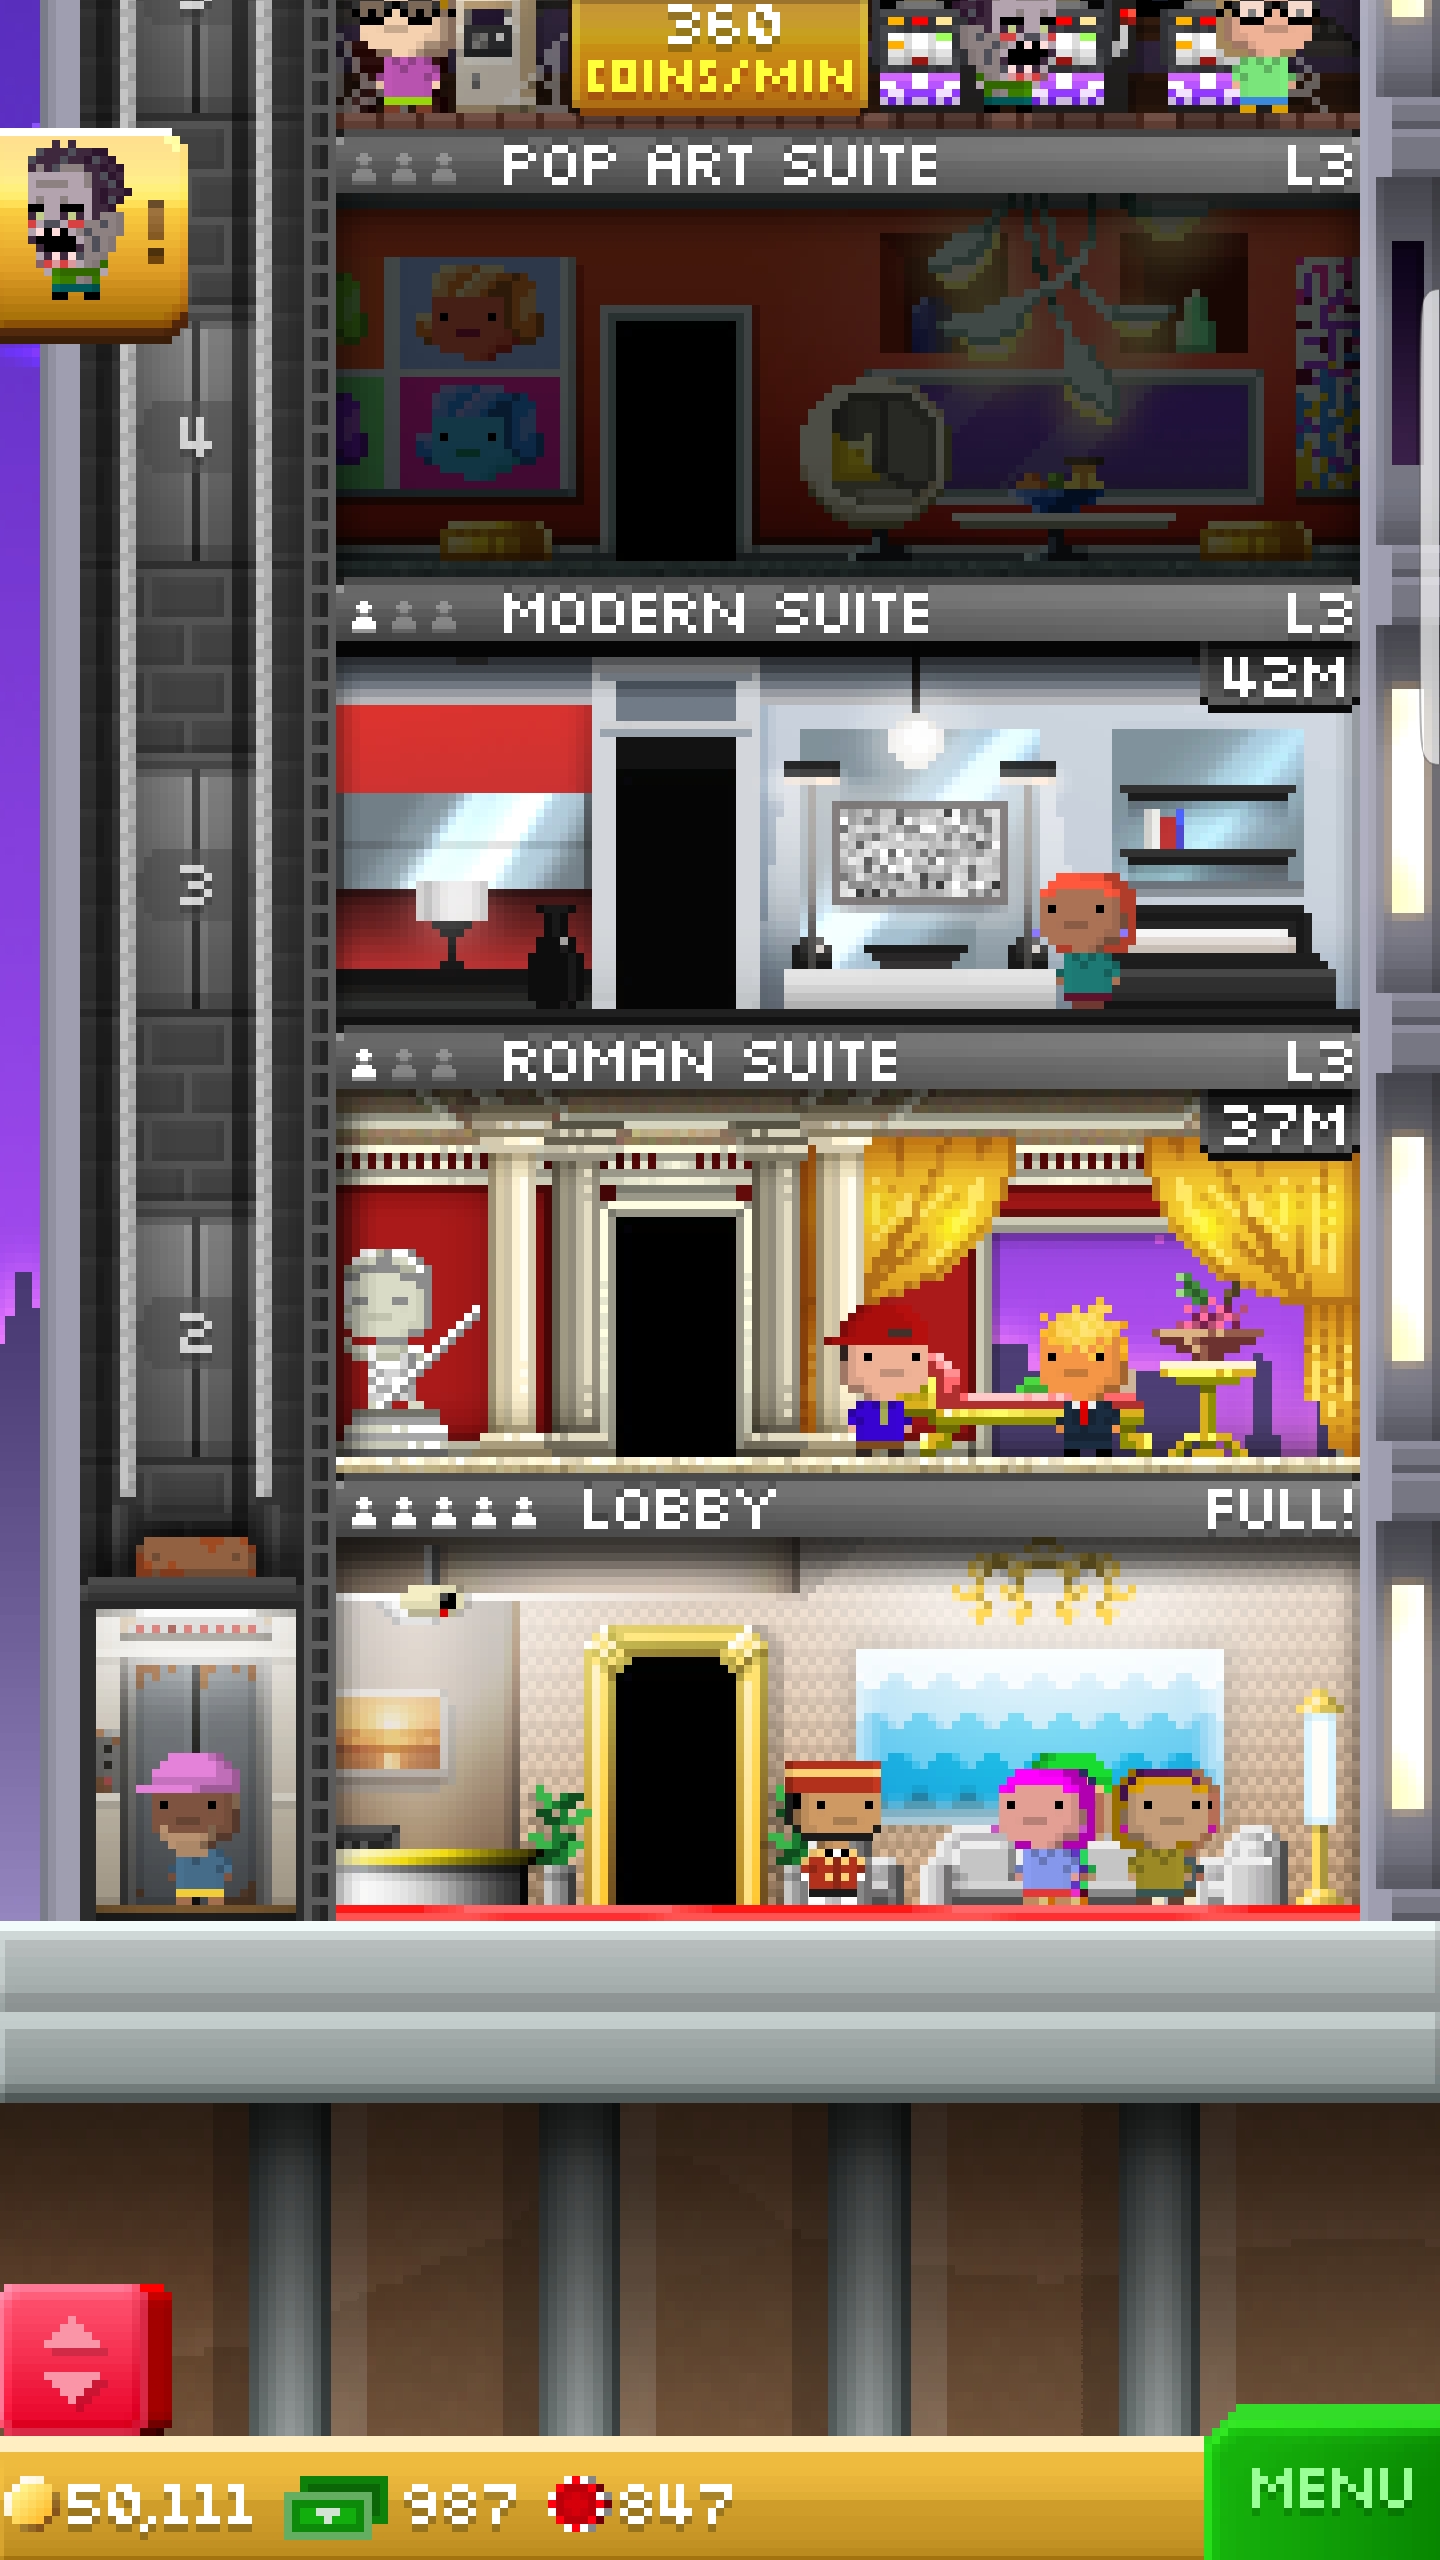 360
COINS/MIN
POP ART SUITE L3
!
4
MODERN SUITE L3
42M
3
ROMAN SUITE L3
37M
2
LOBBY FULL!
MENU
50,111 987 847